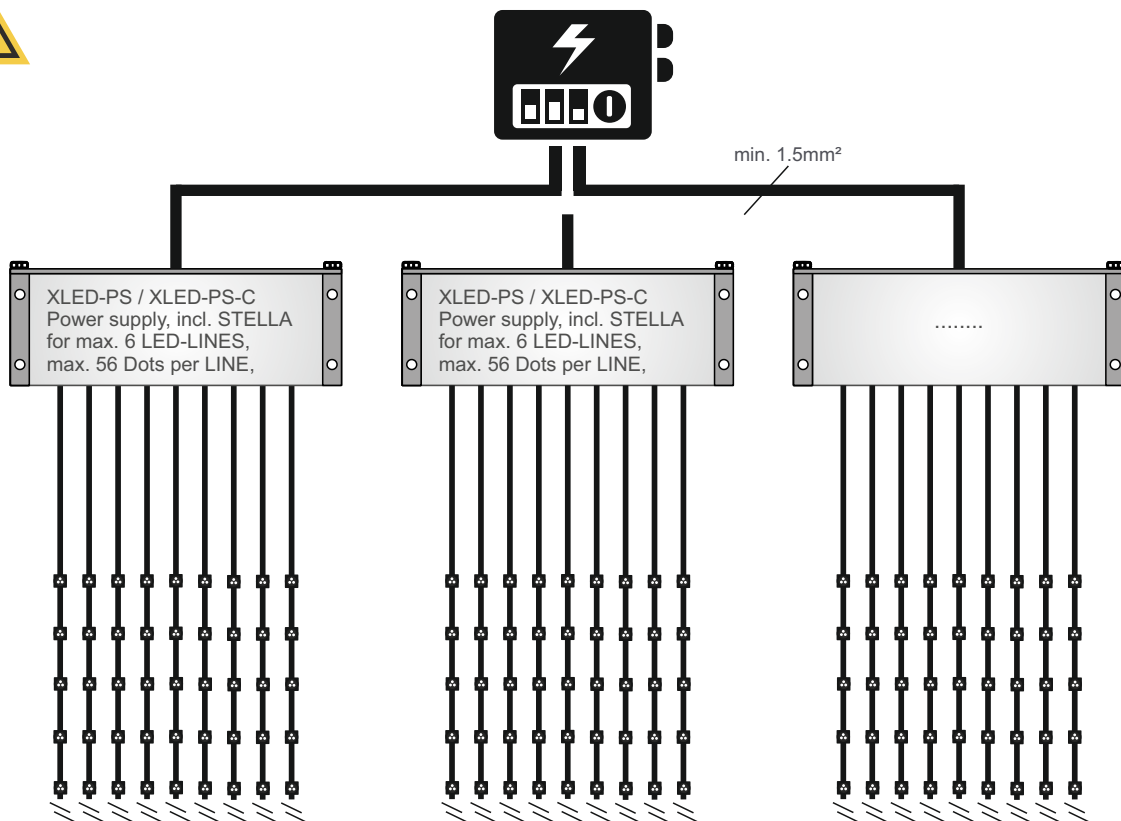 min. 1.5mm²
XLED-PS / XLED-PS-C
Power supply, incl. STELLA
for max. 6 LED-LINES,
max. 56 Dots per LINE,
XLED-PS / XLED-PS-C
Power supply, incl. STELLA
for max. 6 LED-LINES,
max. 56 Dots per LINE,
........